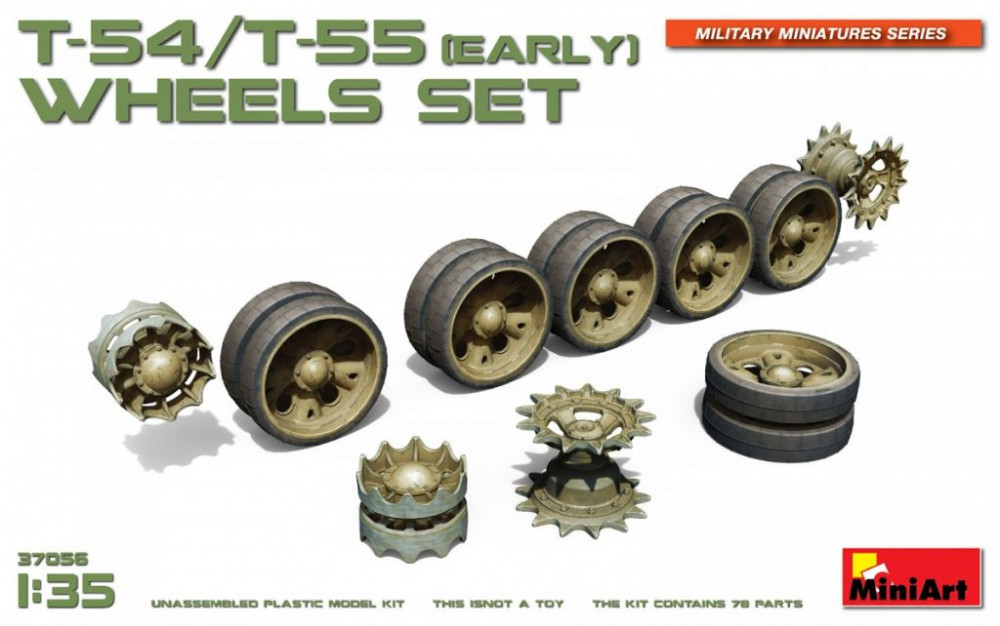 T-54/T-55 (EARLY)
WHEELS SET
MILITARY MINIATURES SERIES
37056
1:35
UNASSEMBLED PLASTIC MODEL KIT THIS ISNOT A TOY THE KIT CONTAINS 78 PARTS
MiniArt